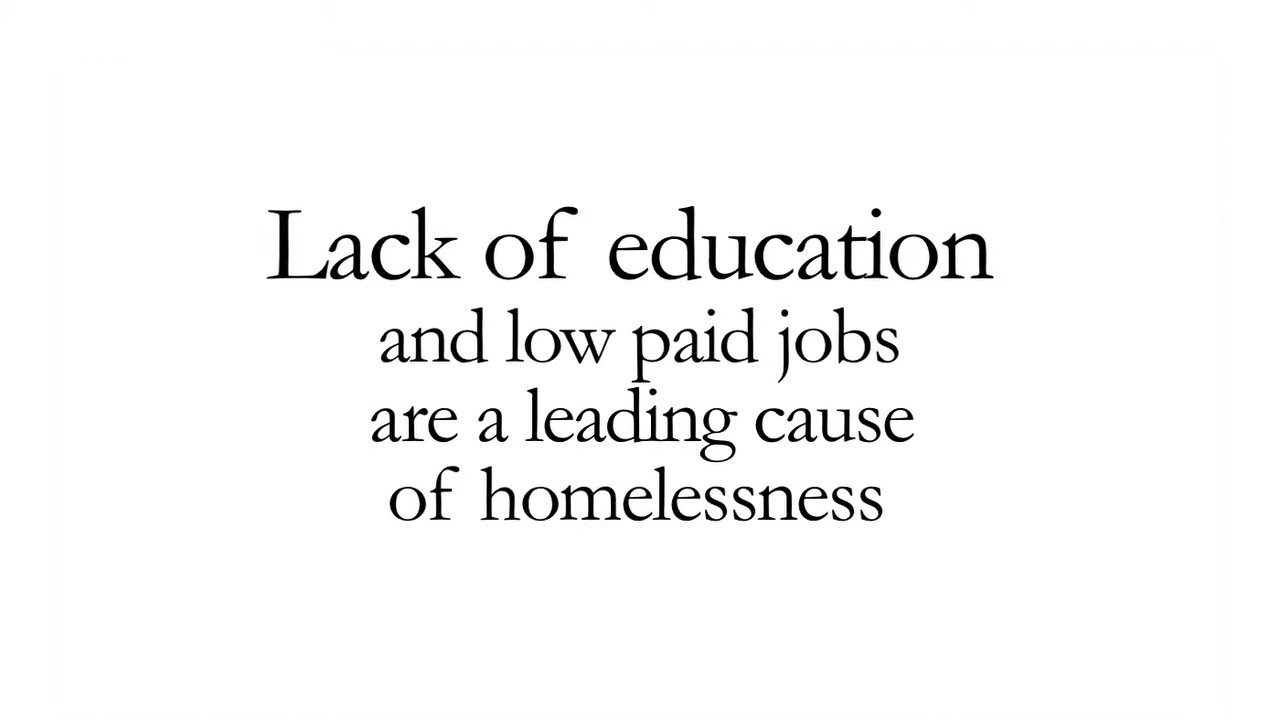 Lack of education
and low paid jobs
are a leading cause
of homelessness